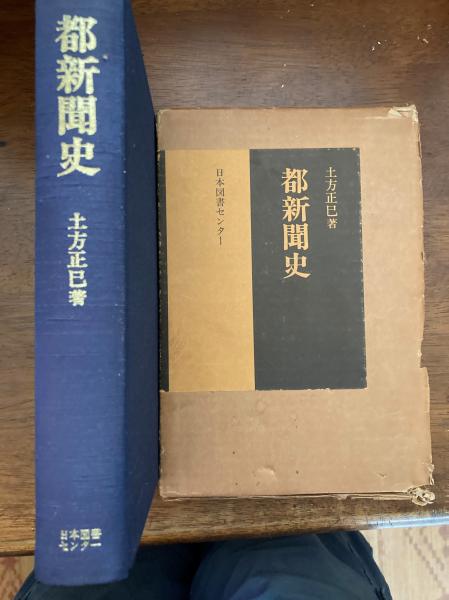 都新聞史
土方正巳著
日本図書
センター
土方正巳著
都新聞史
日本図書センター